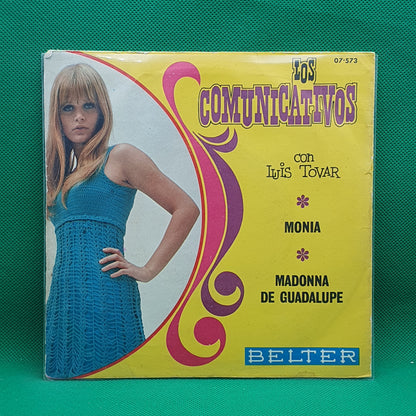 07-573
LOS
COMUNICATIVOS
con
LUIS TOVAR
*
MONIA
*
MADONNA
DE GUADALUPE
BELTER